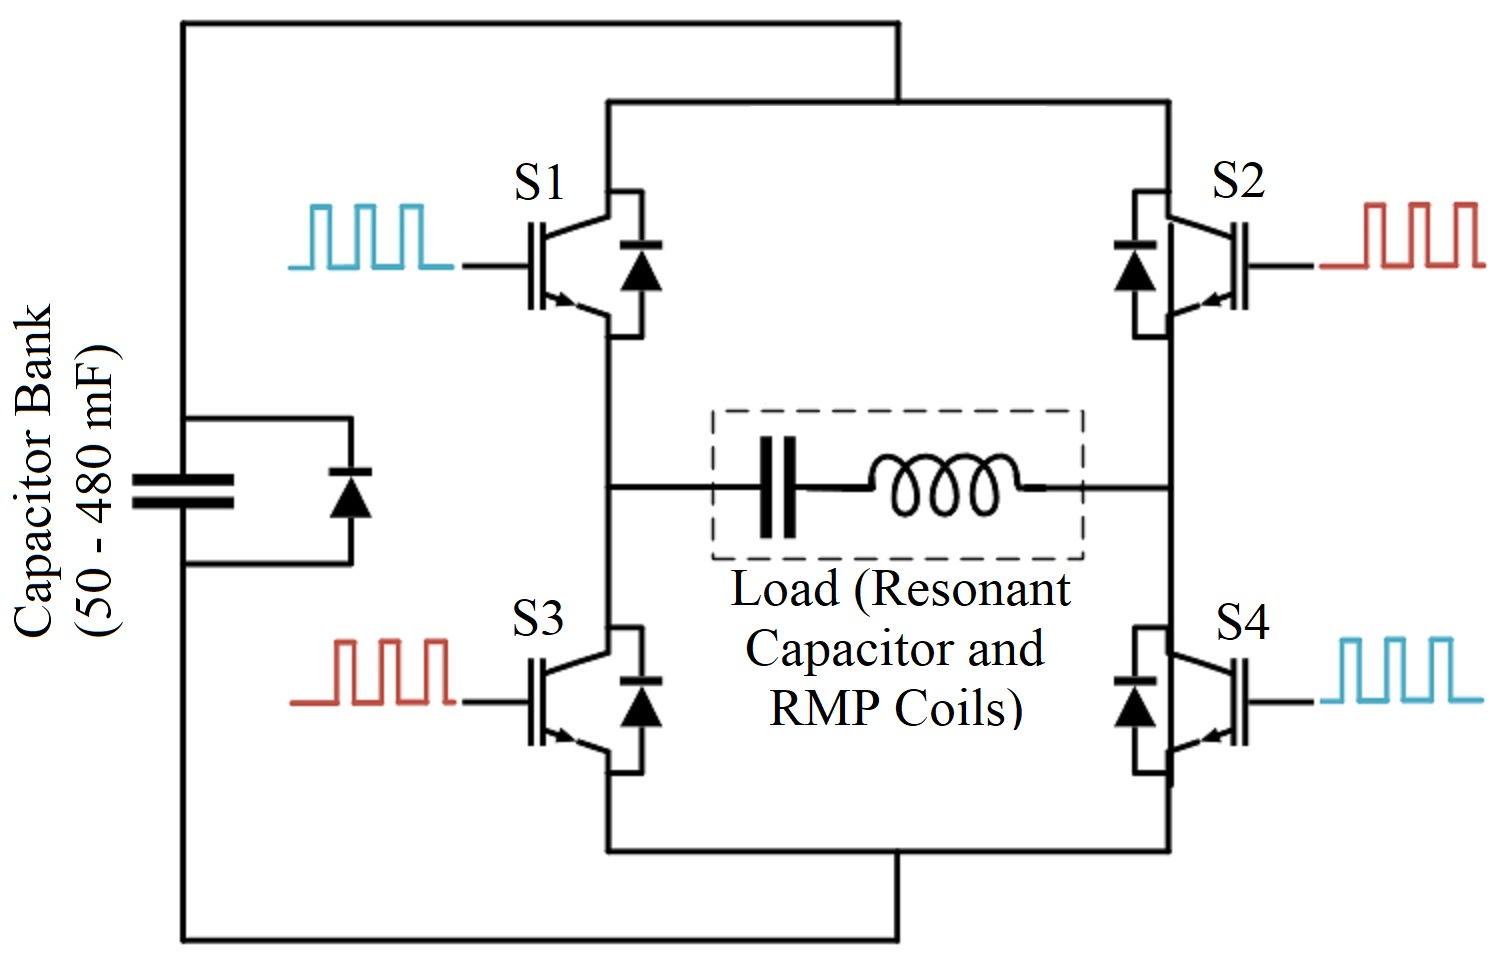 S1
S2
Capacitor Bank
(50 - 480 mF)
Load (Resonant
Capacitor and
RMP Coils)
S3
S4